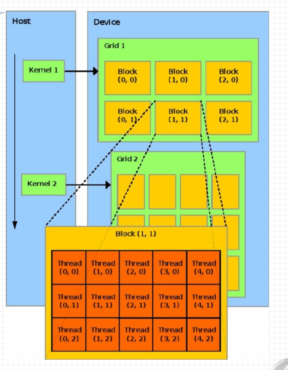 Host
Device
Grid 1
Kernel 1
Block
(0, 0)
Block
(1, 0)
Block
(2, 0)
Block
(0, 1)
Block
(1, 1)
Block
(2, 1)
Grid 2
Kernel 2
Block (1, 1)
Thread
(0, 0)
Thread
(1, 0)
Thread
(2, 0)
Thread
(3, 0)
Thread
(4, 0)
Thread
(0, 1)
Thread
(1, 1)
Thread
(2, 1)
Thread
(3, 1)
Thread
(4, 1)
Thread
(0, 2)
Thread
(1, 2)
Thread
(2, 2)
Thread
(3, 2)
Thread
(4, 2)